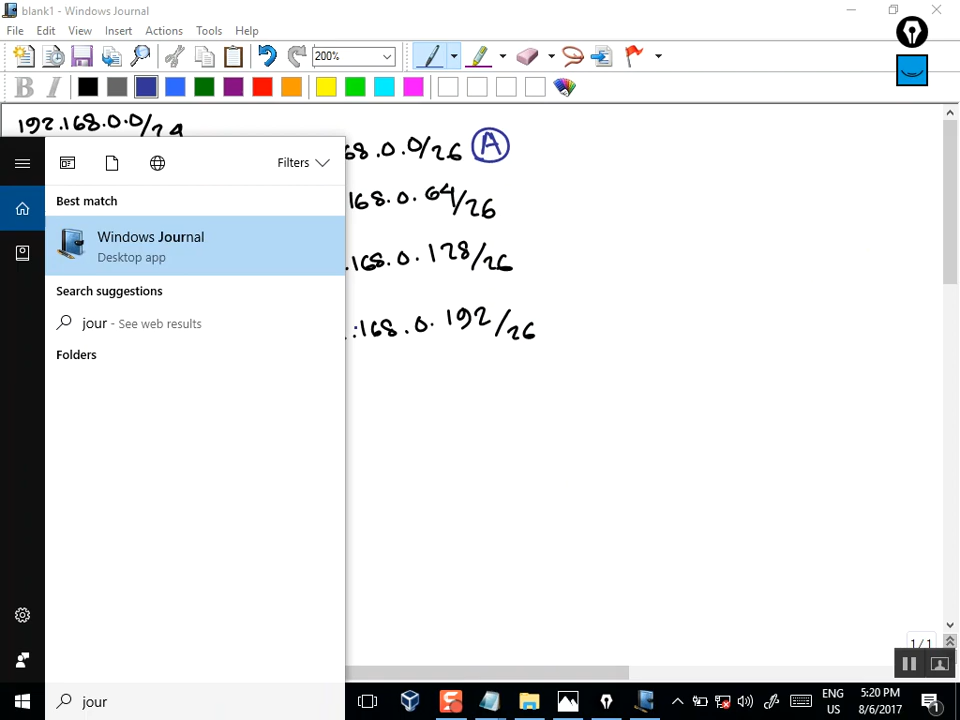 blank1 - Windows Journal
File Edit View Insert Actions Tools Help
200%
B I
192.168.0.0/24
68.0.0/26 A
168.0.64/26
.168.0.128/26
.168.0.192/26
Filters
Best match
Windows Journal
Desktop app
Search suggestions
jour - See web results
Folders
1/1
jour
ENG
US
5:20 PM
8/6/2017
1